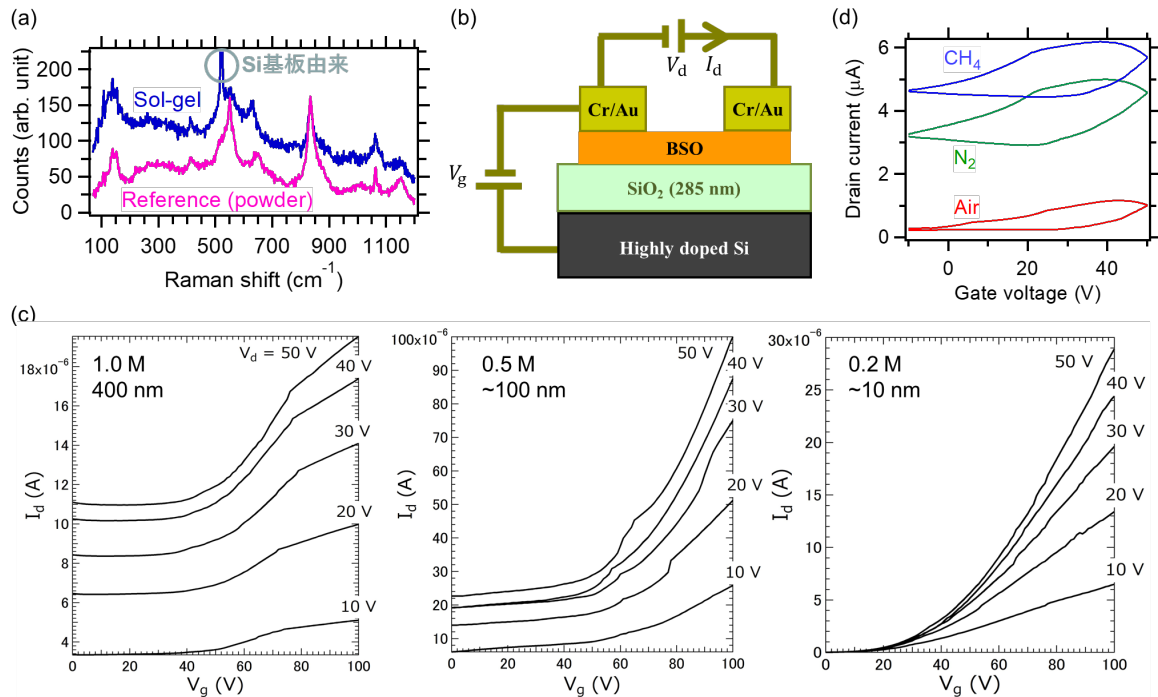 (a)
Counts (arb. unit)
200
150
100
50
0
Si基板由来
Sol-gel
Reference (powder)
100
300
500
700
900
1100
Raman shift (cm⁻¹)
(b)
V_d
I_d
Cr/Au
Cr/Au
BSO
V_g
SiO₂ (285 nm)
Highly doped Si
(d)
Drain current (µA)
6
4
2
0
CH₄
N₂
Air
0
20
40
Gate voltage (V)
(c)
I_d (A)
18x10⁻⁶
16
14
12
10
8
6
4
1.0 M
400 nm
V_d = 50 V
40 V
30 V
20 V
10 V
0
20
40
60
80
100
V_g (V)
I_d (A)
100x10⁻⁶
90
80
70
60
50
40
30
20
10
0.5 M
~100 nm
50 V
40 V
30 V
20 V
10 V
0
20
40
60
80
100
V_g (V)
I_d (A)
30x10⁻⁶
25
20
15
10
5
0
0.2 M
~10 nm
50 V
40 V
30 V
20 V
10 V
0
20
40
60
80
100
V_g (V)